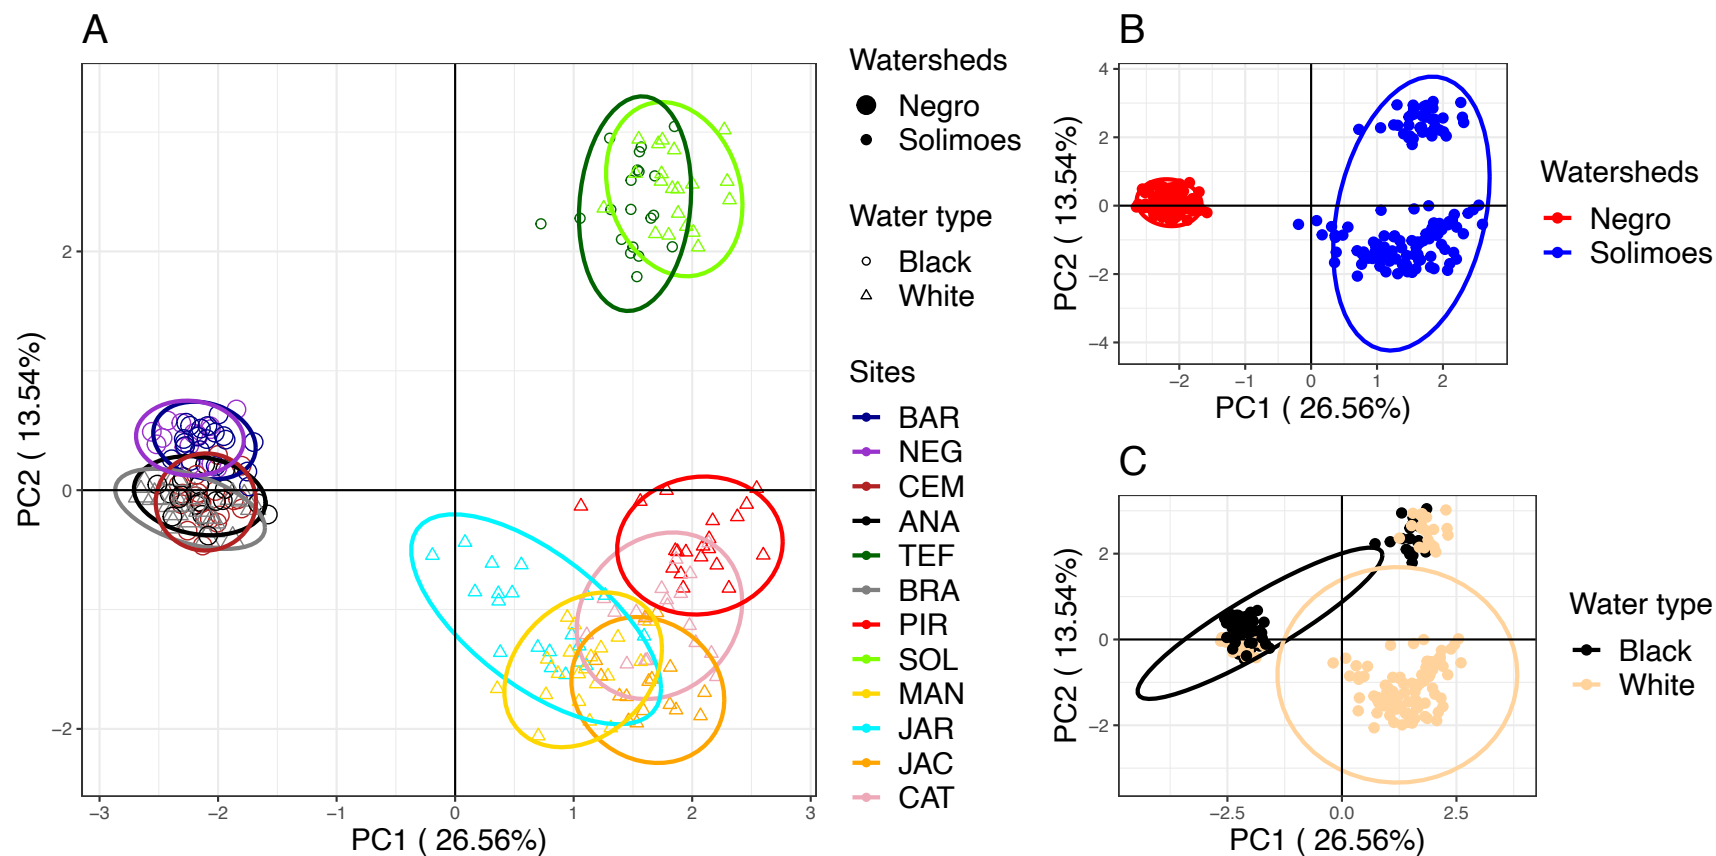 A
PC2 ( 13.54%)
2
0
−2
−3
−2
−1
0
1
2
3
PC1 ( 26.56%)
Watersheds
Negro
Solimoes
Water type
Black
White
Sites
BAR
NEG
CEM
ANA
TEF
BRA
PIR
SOL
MAN
JAR
JAC
CAT
B
PC2 ( 13.54%)
4
2
0
−2
−4
−2
−1
0
1
2
PC1 ( 26.56%)
Watersheds
Negro
Solimoes
C
PC2 ( 13.54%)
2
0
−2
−2.5
0.0
2.5
PC1 ( 26.56%)
Water type
Black
White